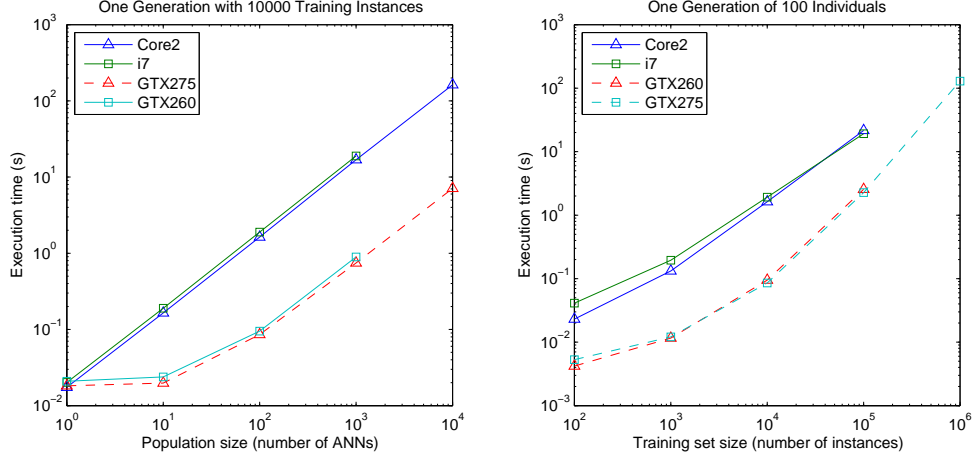 One Generation with 10000 Training Instances
10^3
10^2
10^1
10^0
10^-1
10^-2
Execution time (s)
Core2
i7
GTX275
GTX260
10^0 10^1 10^2 10^3 10^4
Population size (number of ANNs)
One Generation of 100 Individuals
10^3
10^2
10^1
10^0
10^-1
10^-2
10^-3
Execution time (s)
Core2
i7
GTX260
GTX275
10^2 10^3 10^4 10^5 10^6
Training set size (number of instances)